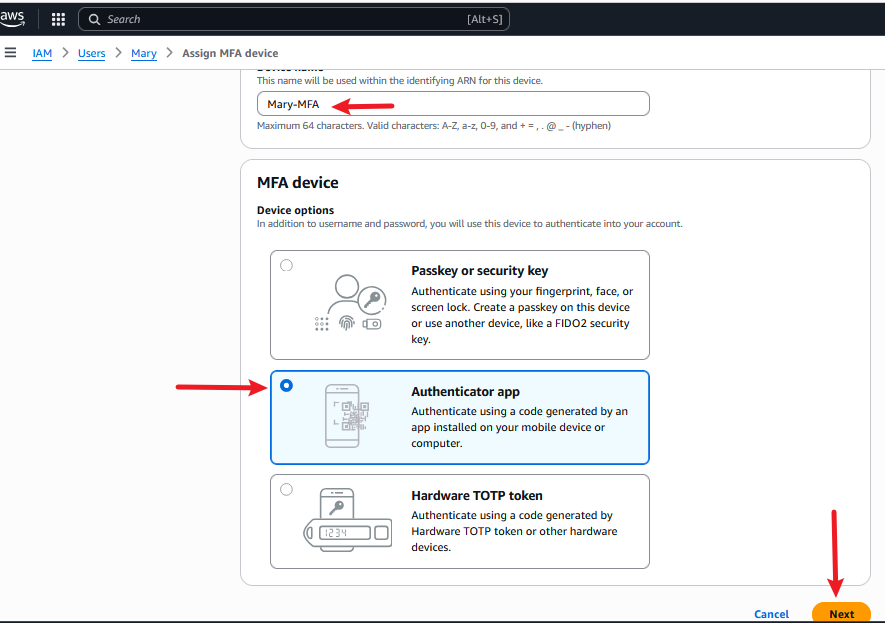 aws
Search
[Alt+S]
IAM > Users > Mary > Assign MFA device
Device name
This name will be used within the identifying ARN for this device.
Mary-MFA
Maximum 64 characters. Valid characters: A-Z, a-z, 0-9, and + = , . @ _ - (hyphen)
MFA device
Device options
In addition to username and password, you will use this device to authenticate into your account.
Passkey or security key
Authenticate using your fingerprint, face, or
screen lock. Create a passkey on this device
or use another device, like a FIDO2 security
key.
Authenticator app
Authenticate using a code generated by an
app installed on your mobile device or
computer.
Hardware TOTP token
1234
Authenticate using a code generated by
Hardware TOTP token or other hardware
devices.
Cancel
Next